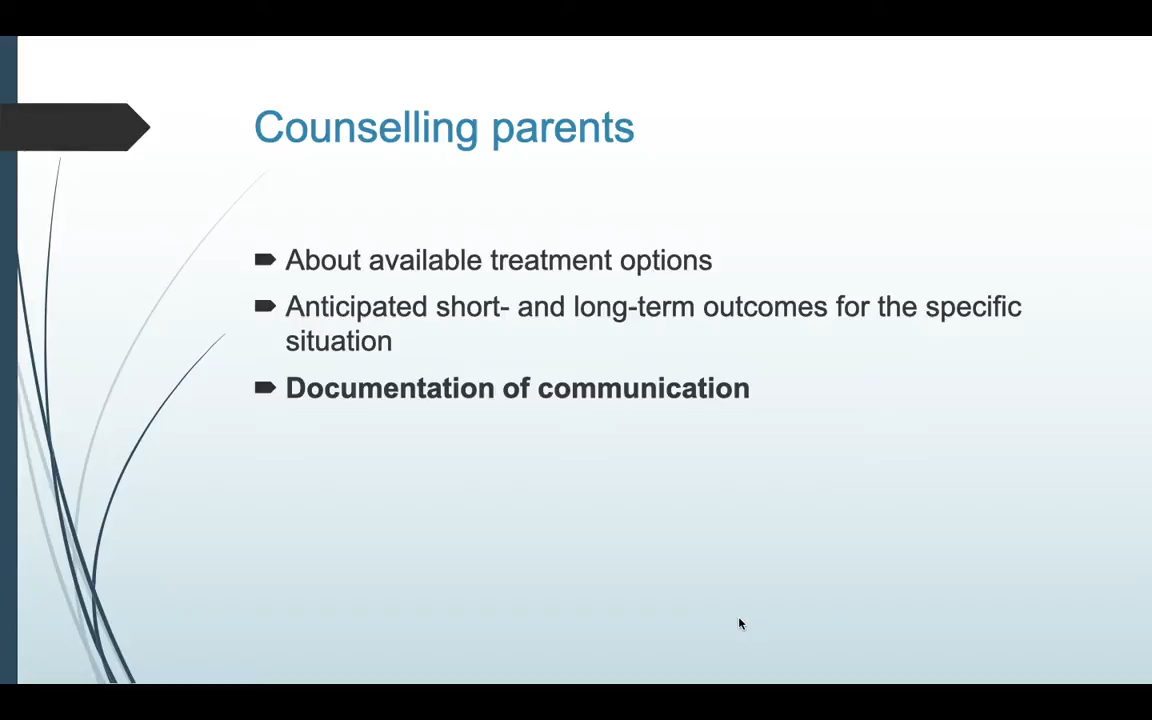 Counselling parents
About available treatment options
Anticipated short- and long-term outcomes for the specific
situation
Documentation of communication